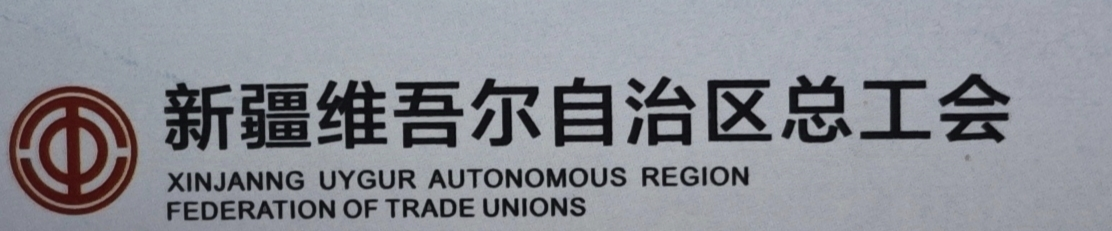 新疆维吾尔自治区总工会
XINJANNG UYGUR AUTONOMOUS REGION
FEDERATION OF TRADE UNIONS